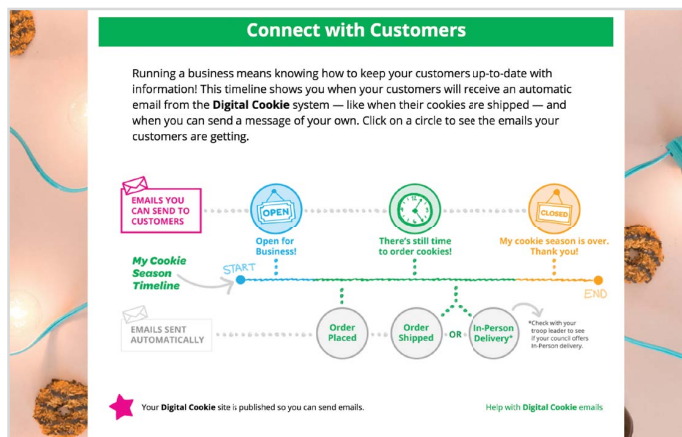 Connect with Customers
Running a business means knowing how to keep your customers up-to-date with
information! This timeline shows you when your customers will receive an automatic
email from the Digital Cookie system — like when their cookies are shipped — and
when you can send a message of your own. Click on a circle to see the emails your
customers are getting.
EMAILS YOU
CAN SEND TO
CUSTOMERS
OPEN
CLOSED
Open for
Business!
There's still time
to order cookies!
My cookie season is over.
Thank you!
My Cookie
Season
Timeline
START
END
EMAILS SENT
AUTOMATICALLY
Order
Placed
Order
Shipped
OR
In-Person
Delivery*
*Check with your
troop leader to see
if your council offers
In-Person delivery.
Your Digital Cookie site is published so you can send emails.
Help with Digital Cookie emails